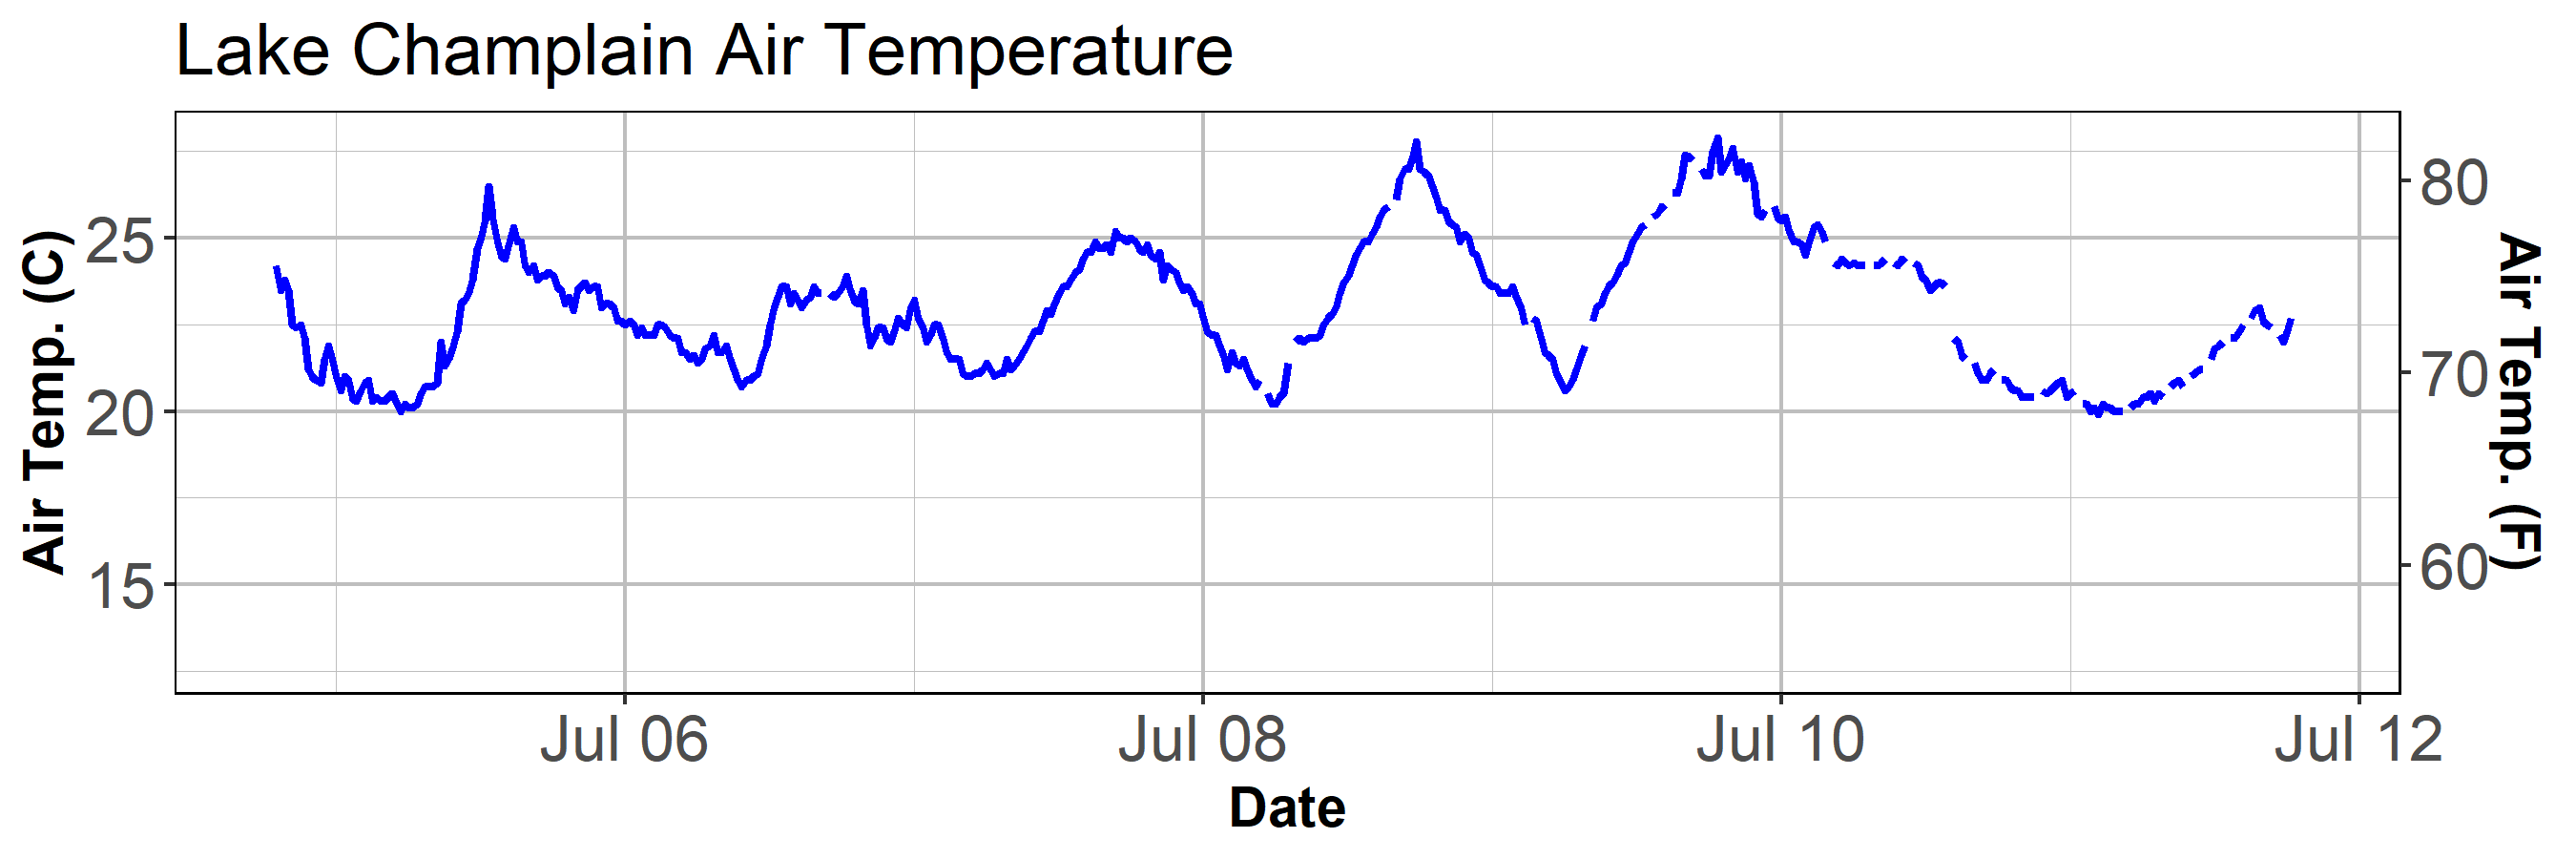 Lake Champlain Air Temperature
Air Temp. (C)
25
20
15
80
70
60
Air Temp. (F)
Jul 06
Jul 08
Jul 10
Jul 12
Date